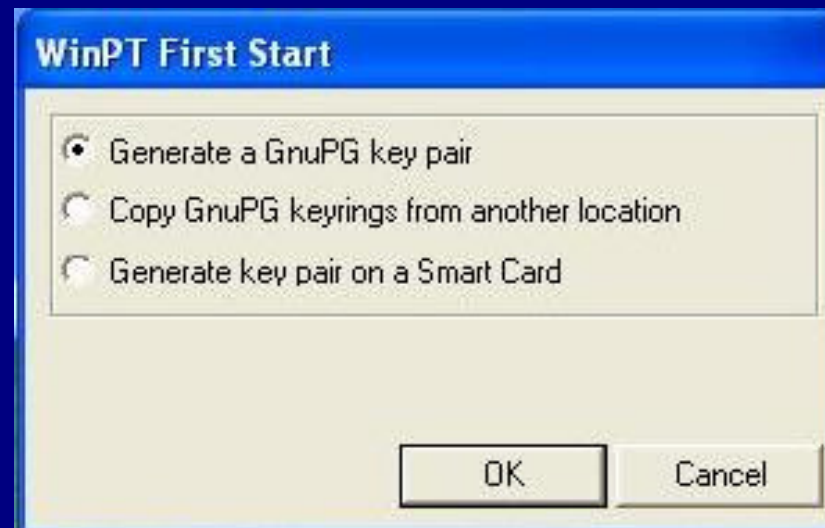 WinPT First Start
Generate a GnuPG key pair
Copy GnuPG keyrings from another location
Generate key pair on a Smart Card
OK Cancel